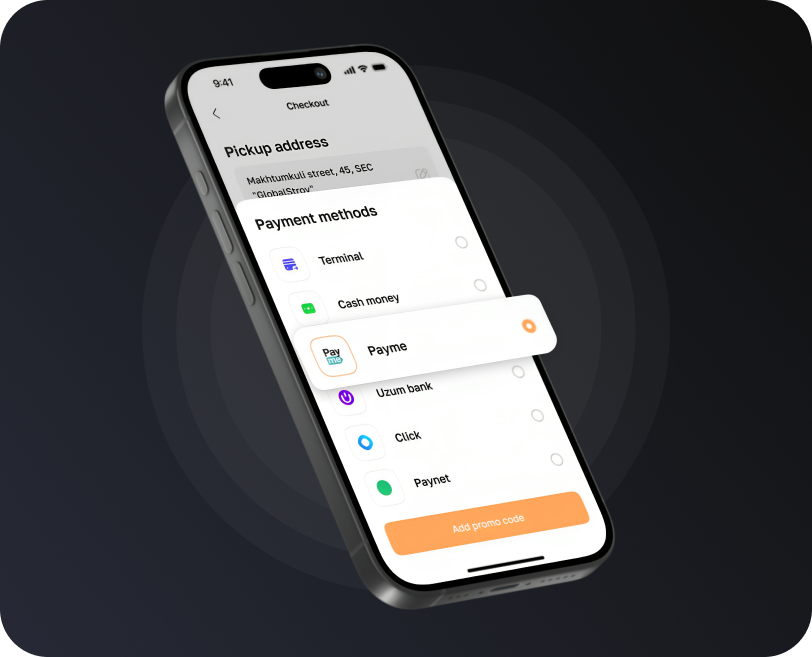 9:41
Checkout
Pickup address
Makhtumkuli street, 45, SEC
"GlobalStroy"
Payment methods
Terminal
Cash money
Pay
me
Payme
Uzum bank
Click
Paynet
Add promo code